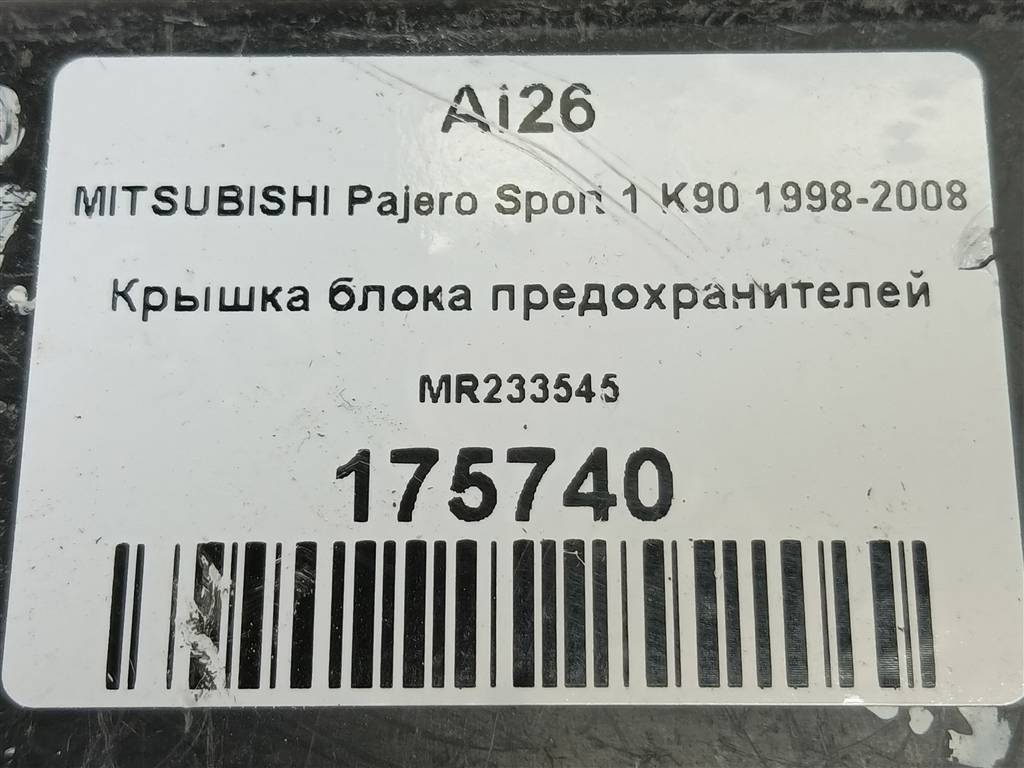 Ai26
MITSUBISHI Pajero Sport 1 K90 1998-2008
Крышка блока предохранителей
MR233545
175740